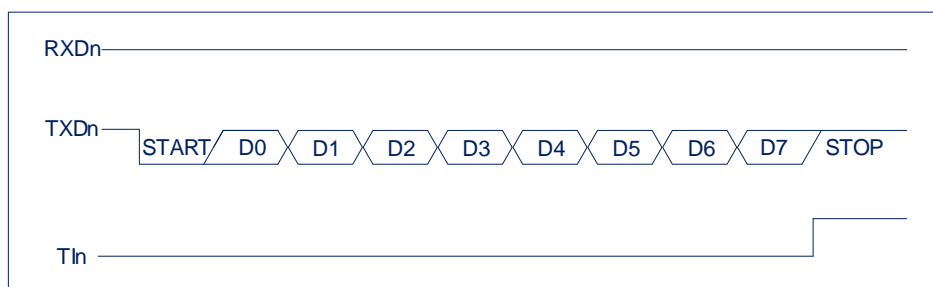 RXDn
TXDn
START D0 D1 D2 D3 D4 D5 D6 D7 STOP
TIn